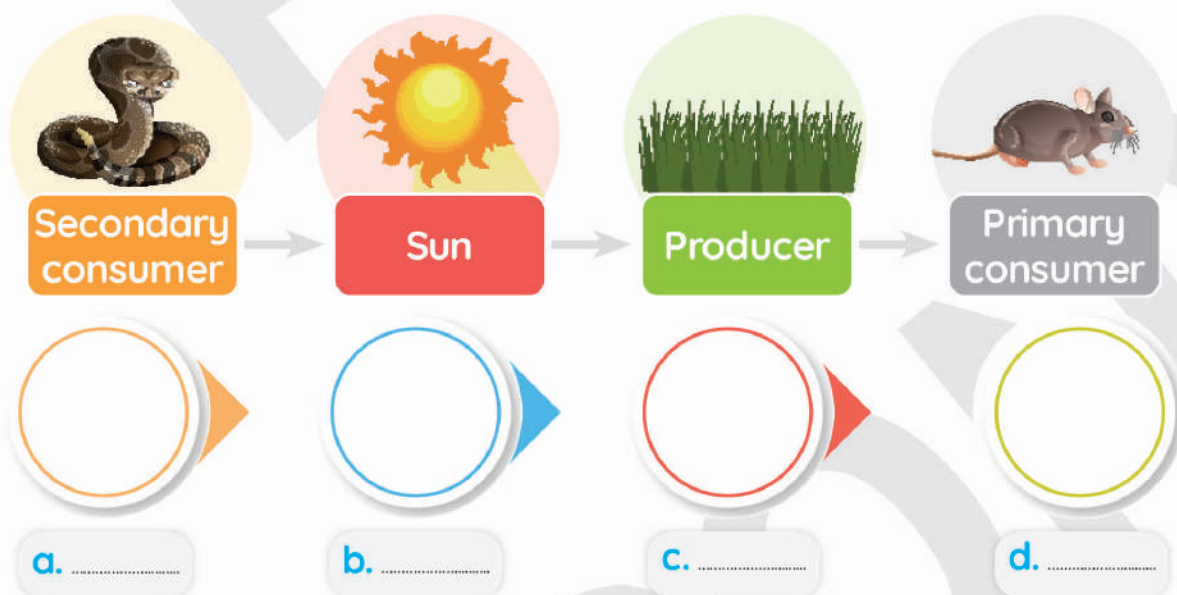 Secondary
consumer
Sun
Producer
Primary
consumer
a. ........................
b. ........................
c. ........................
d. ........................